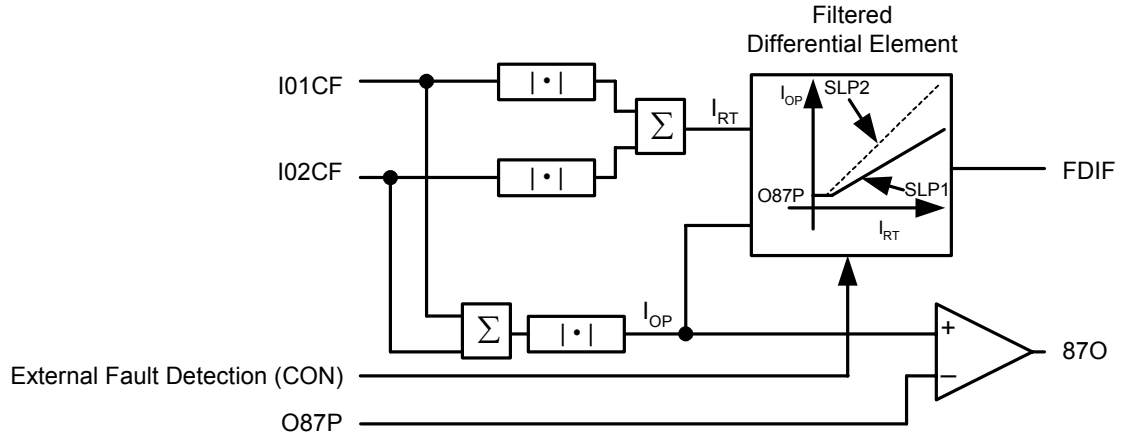 Filtered
Differential Element
I01CF
| • |
Σ
I_RT
I_OP
SLP2
I02CF
| • |
O87P
SLP1
I_RT
FDIF
Σ
| • |
I_OP
+
87O
External Fault Detection (CON)
–
O87P